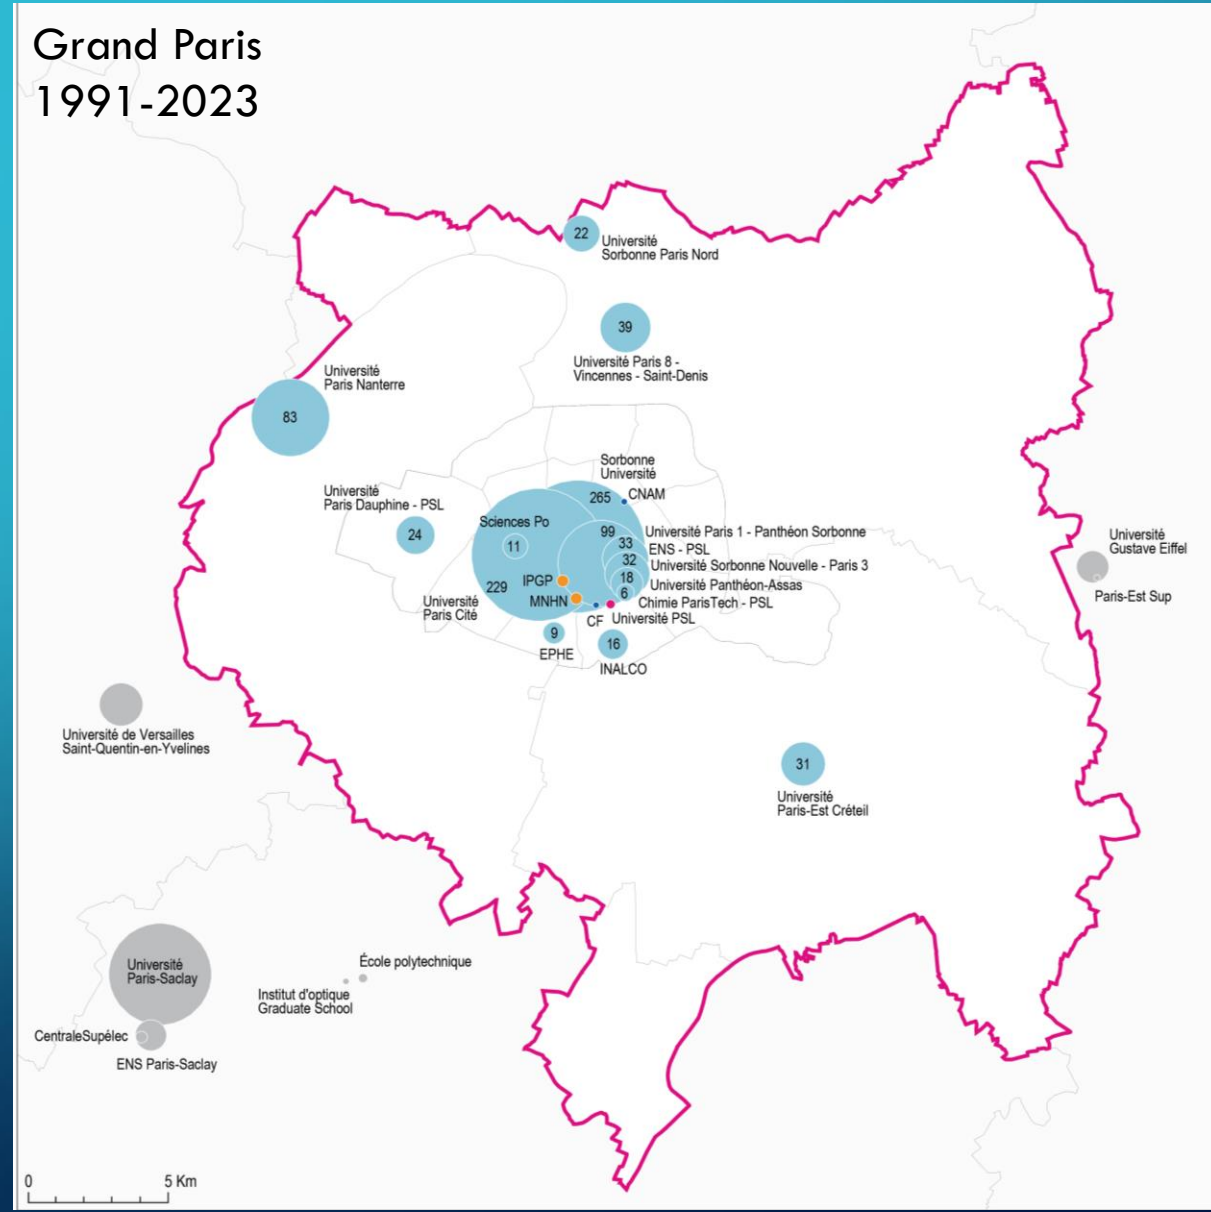 Grand Paris
1991-2023
22
Université
Sorbonne Paris Nord
39
Université Paris 8 -
Vincennes - Saint-Denis
Université
Paris Nanterre
83
Sorbonne
Université
265
CNAM
Université
Paris Dauphine - PSL
24
Sciences Po
11
99
Université Paris 1 - Panthéon Sorbonne
33
ENS - PSL
32
Université Sorbonne Nouvelle - Paris 3
18
Université Panthéon-Assas
6
Chimie ParisTech - PSL
IPGP
229
MNHN
Université
Paris Cité
CF
Université PSL
9
EPHE
16
INALCO
Université
Gustave Eiffel
Paris-Est Sup
Université de Versailles
Saint-Quentin-en-Yvelines
31
Université
Paris-Est Créteil
Université
Paris-Saclay
École polytechnique
Institut d'optique
Graduate School
CentraleSupélec
ENS Paris-Saclay
0
5 Km